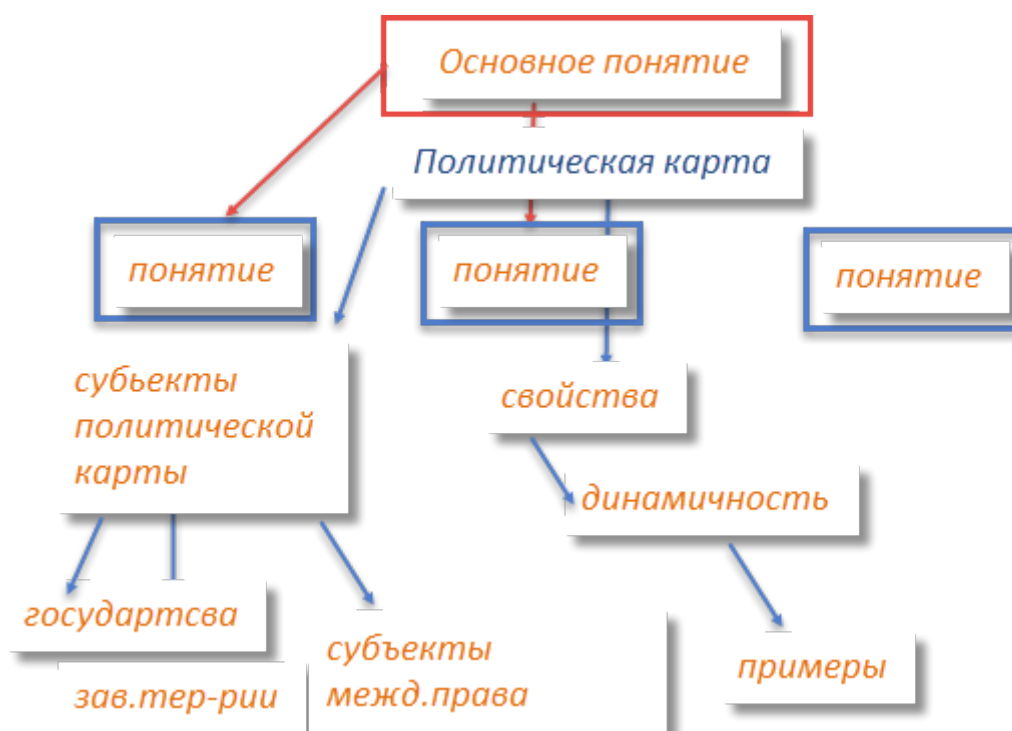 Основное понятие
Политическая карта
понятие
понятие
понятие
субьекты
политической
карты
свойства
динамичность
государтсва
субъекты
межд.права
примеры
зав.тер-рии